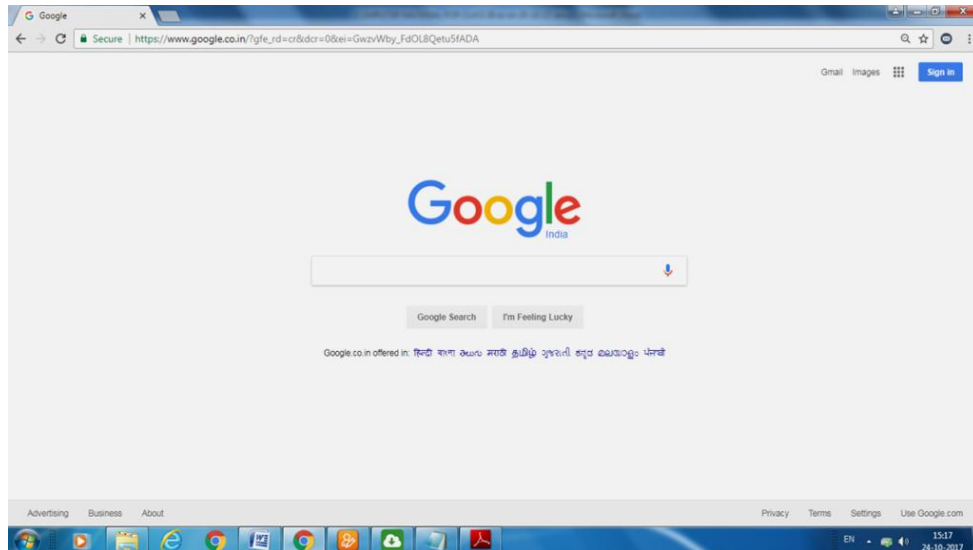 Google
Secure | https://www.google.co.in/?gfe_rd=cr&dcr=0&ei=GwzvWby_FdOL8Qetu5fADA
Gmail Images Sign in
Google
India
Google Search I'm Feeling Lucky
Google.co.in offered in: हिन्दी বাংলা తెలుగు मराठी தமிழ் ગુજરાતી ಕನ್ನಡ മലയാളം ਪੰਜਾਬੀ
Advertising Business About Privacy Terms Settings Use Google.com
EN 15:17
24-10-2017